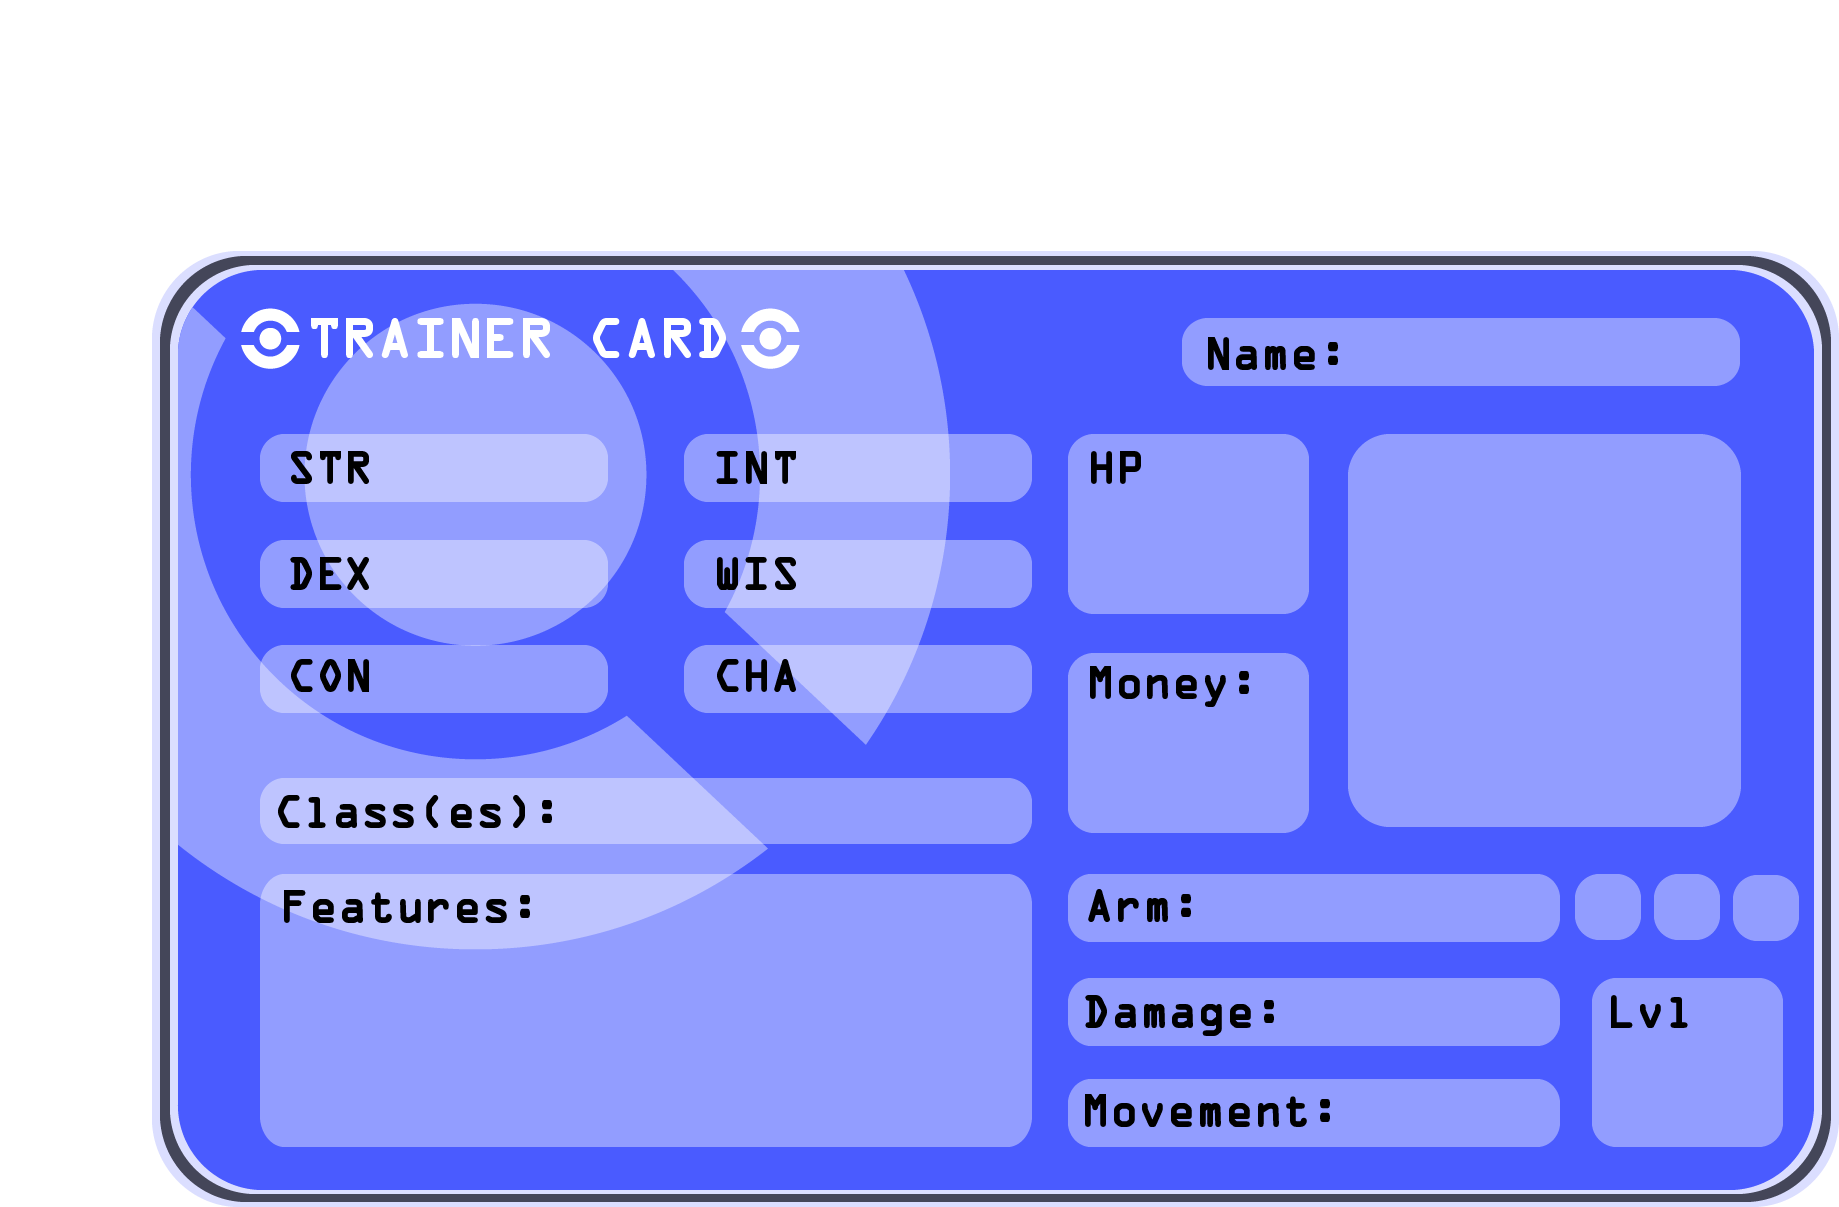 TRAINER CARD
Name:
STR
INT
HP
DEX
WIS
CON
CHA
Money:
Class(es):
Features:
Arm:
Damage:
Lvl
Movement: